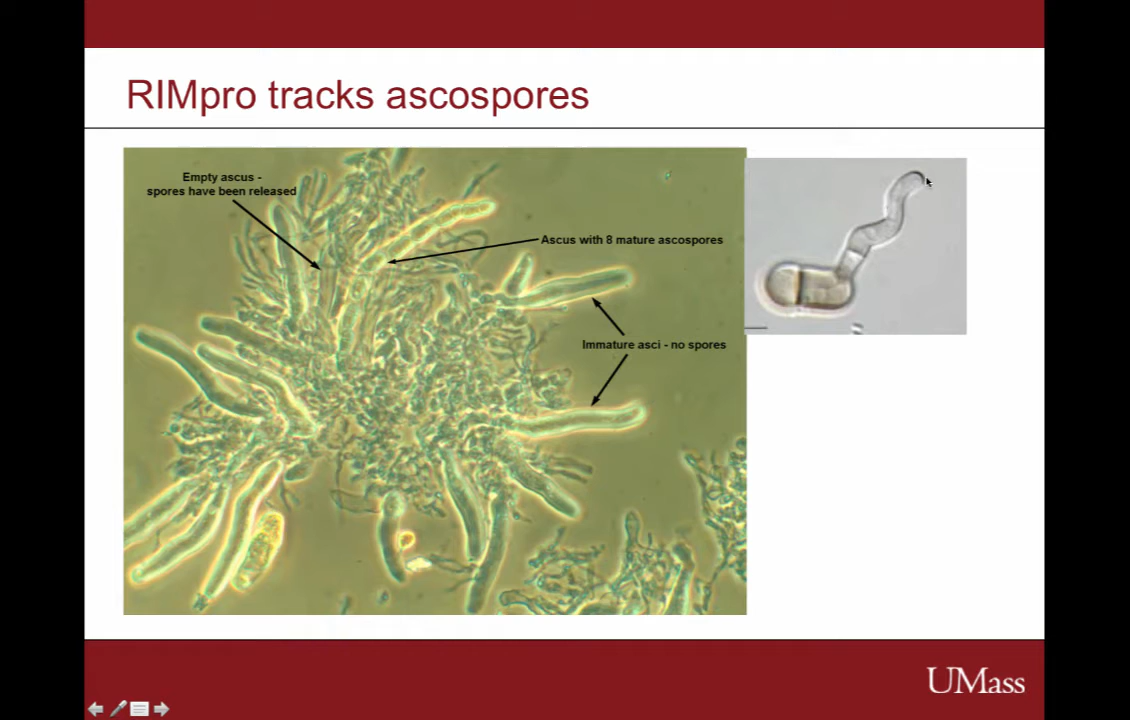 RIMpro tracks ascospores
Empty ascus -
spores have been released
Ascus with 8 mature ascospores
Immature asci - no spores
UMass